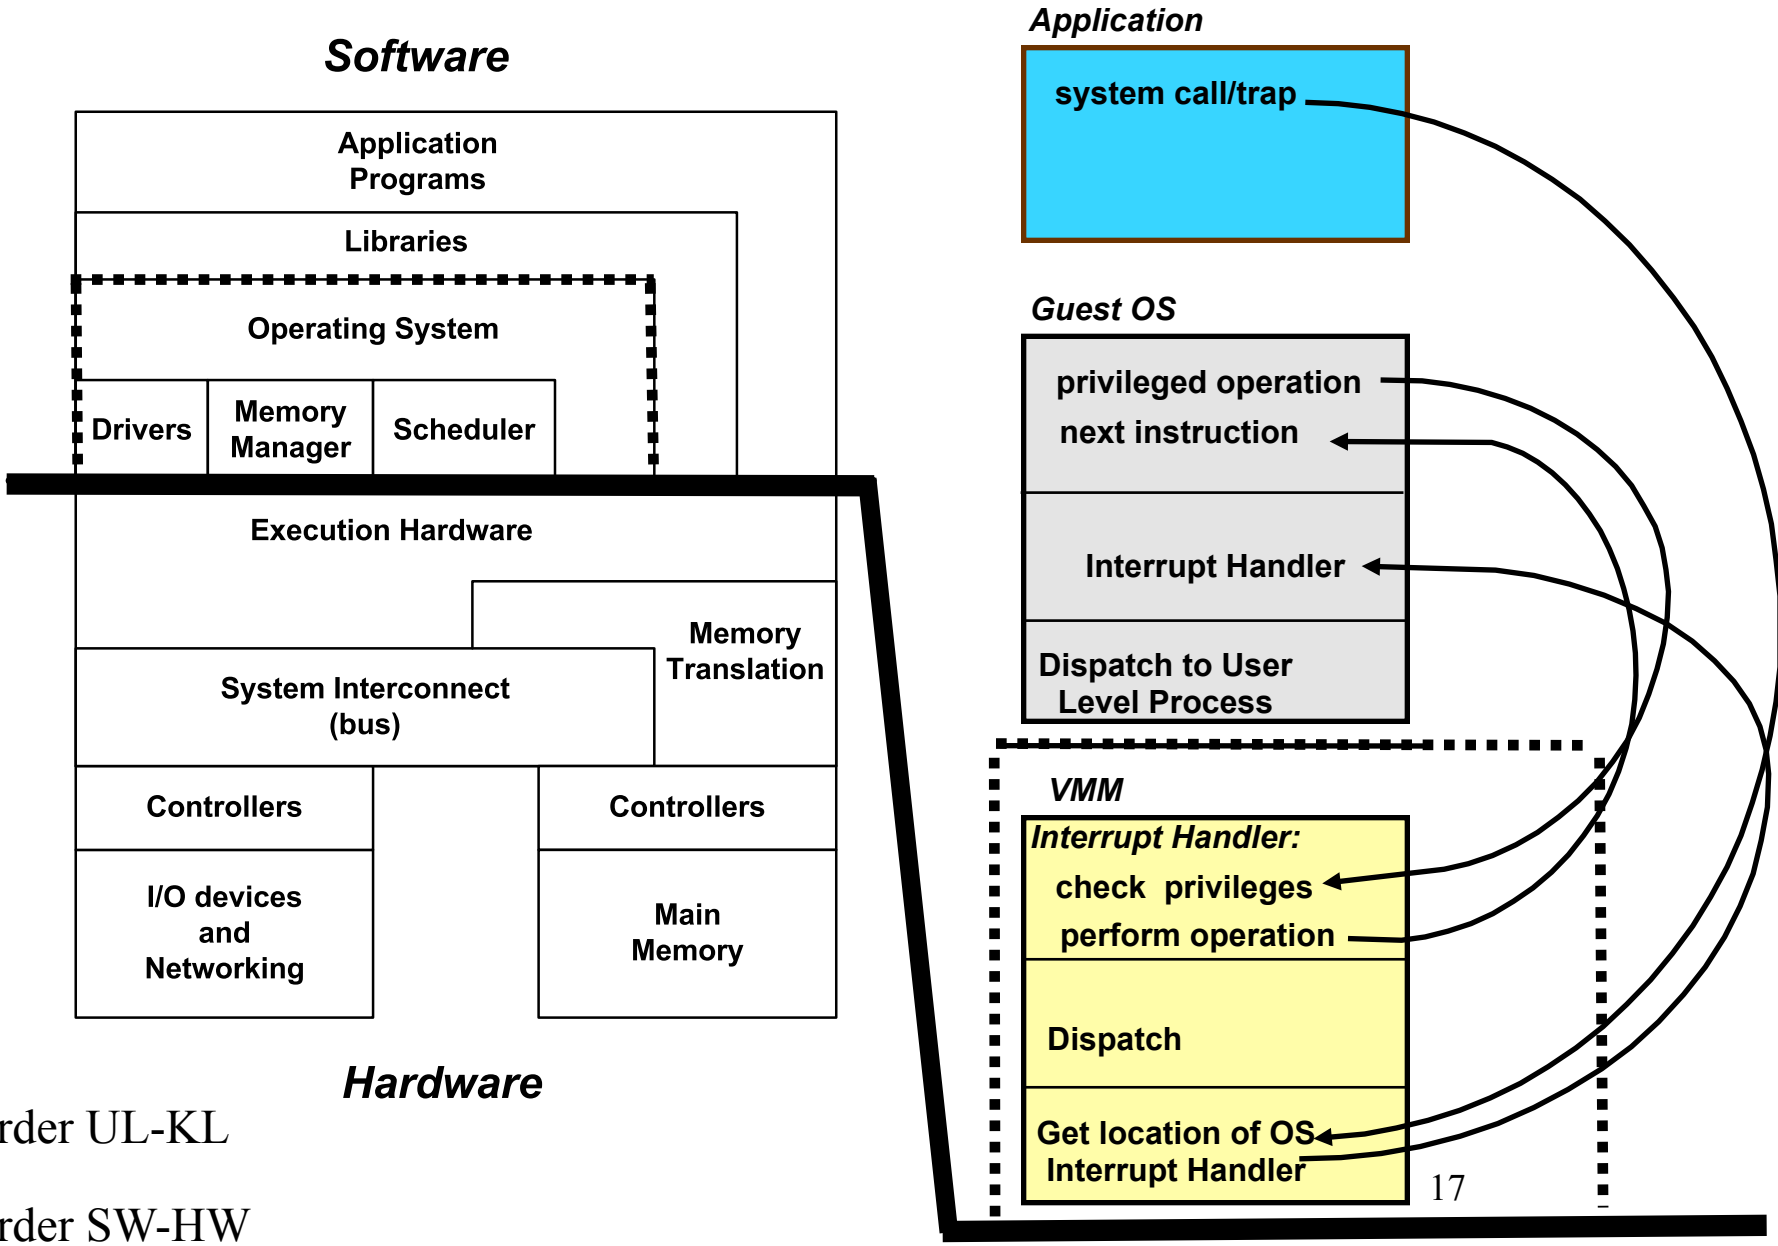 Software
Application
Programs
Libraries
Operating System
Drivers
Memory
Manager
Scheduler
Execution Hardware
Memory
Translation
System Interconnect
(bus)
Controllers
Controllers
I/O devices
and
Networking
Main
Memory
Hardware
rder UL-KL
rder SW-HW
Application
system call/trap
Guest OS
privileged operation
next instruction
Interrupt Handler
Dispatch to User
Level Process
VMM
Interrupt Handler:
check privileges
perform operation
Dispatch
Get location of OS
Interrupt Handler
17